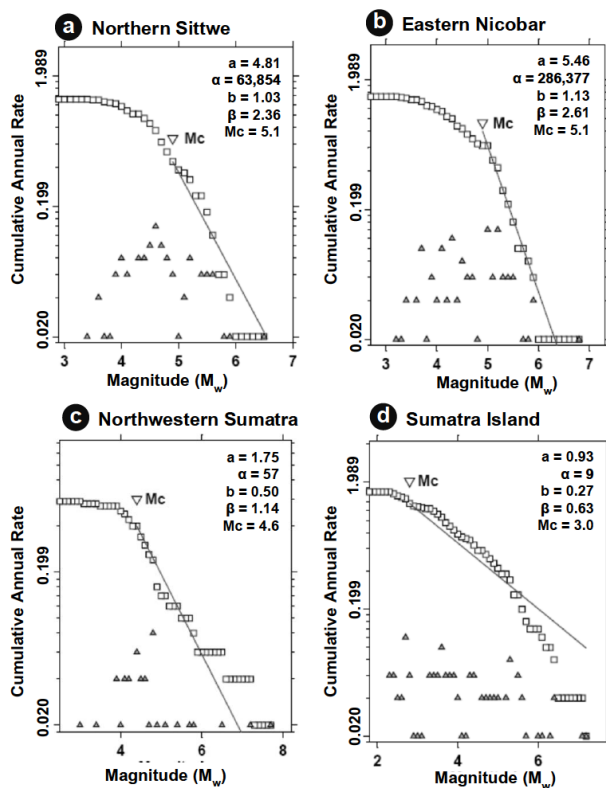 a Northern Sittwe
a = 4.81
α = 63,854
b = 1.03
β = 2.36
Mc = 5.1
Mc
Cumulative Annual Rate
1.989
0.199
0.020
3 4 5 6 7
Magnitude (Mw)
b Eastern Nicobar
a = 5.46
α = 286,377
b = 1.13
β = 2.61
Mc = 5.1
Mc
Cumulative Annual Rate
1.989
0.199
0.020
3 4 5 6 7
Magnitude (Mw)
c Northwestern Sumatra
a = 1.75
α = 57
b = 0.50
β = 1.14
Mc = 4.6
Mc
Cumulative Annual Rate
1.989
0.199
0.020
4 6 8
Magnitude (Mw)
d Sumatra Island
a = 0.93
α = 9
b = 0.27
β = 0.63
Mc = 3.0
Mc
Cumulative Annual Rate
1.989
0.199
0.020
2 4 6
Magnitude (Mw)